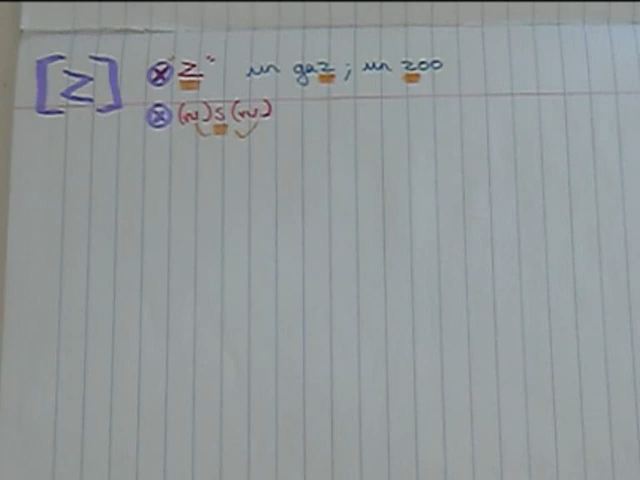 [z] ⊗ "z" un gaz ; un zoo
⊗ (v) s (v)